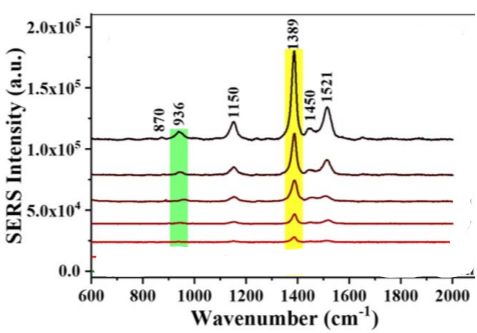 SERS Intensity (a.u.)
2.0x10⁵
1.5x10⁵
1.0x10⁵
5.0x10⁴
0.0
870
936
1150
1389
1450
1521
600 800 1000 1200 1400 1600 1800 2000
Wavenumber (cm⁻¹)